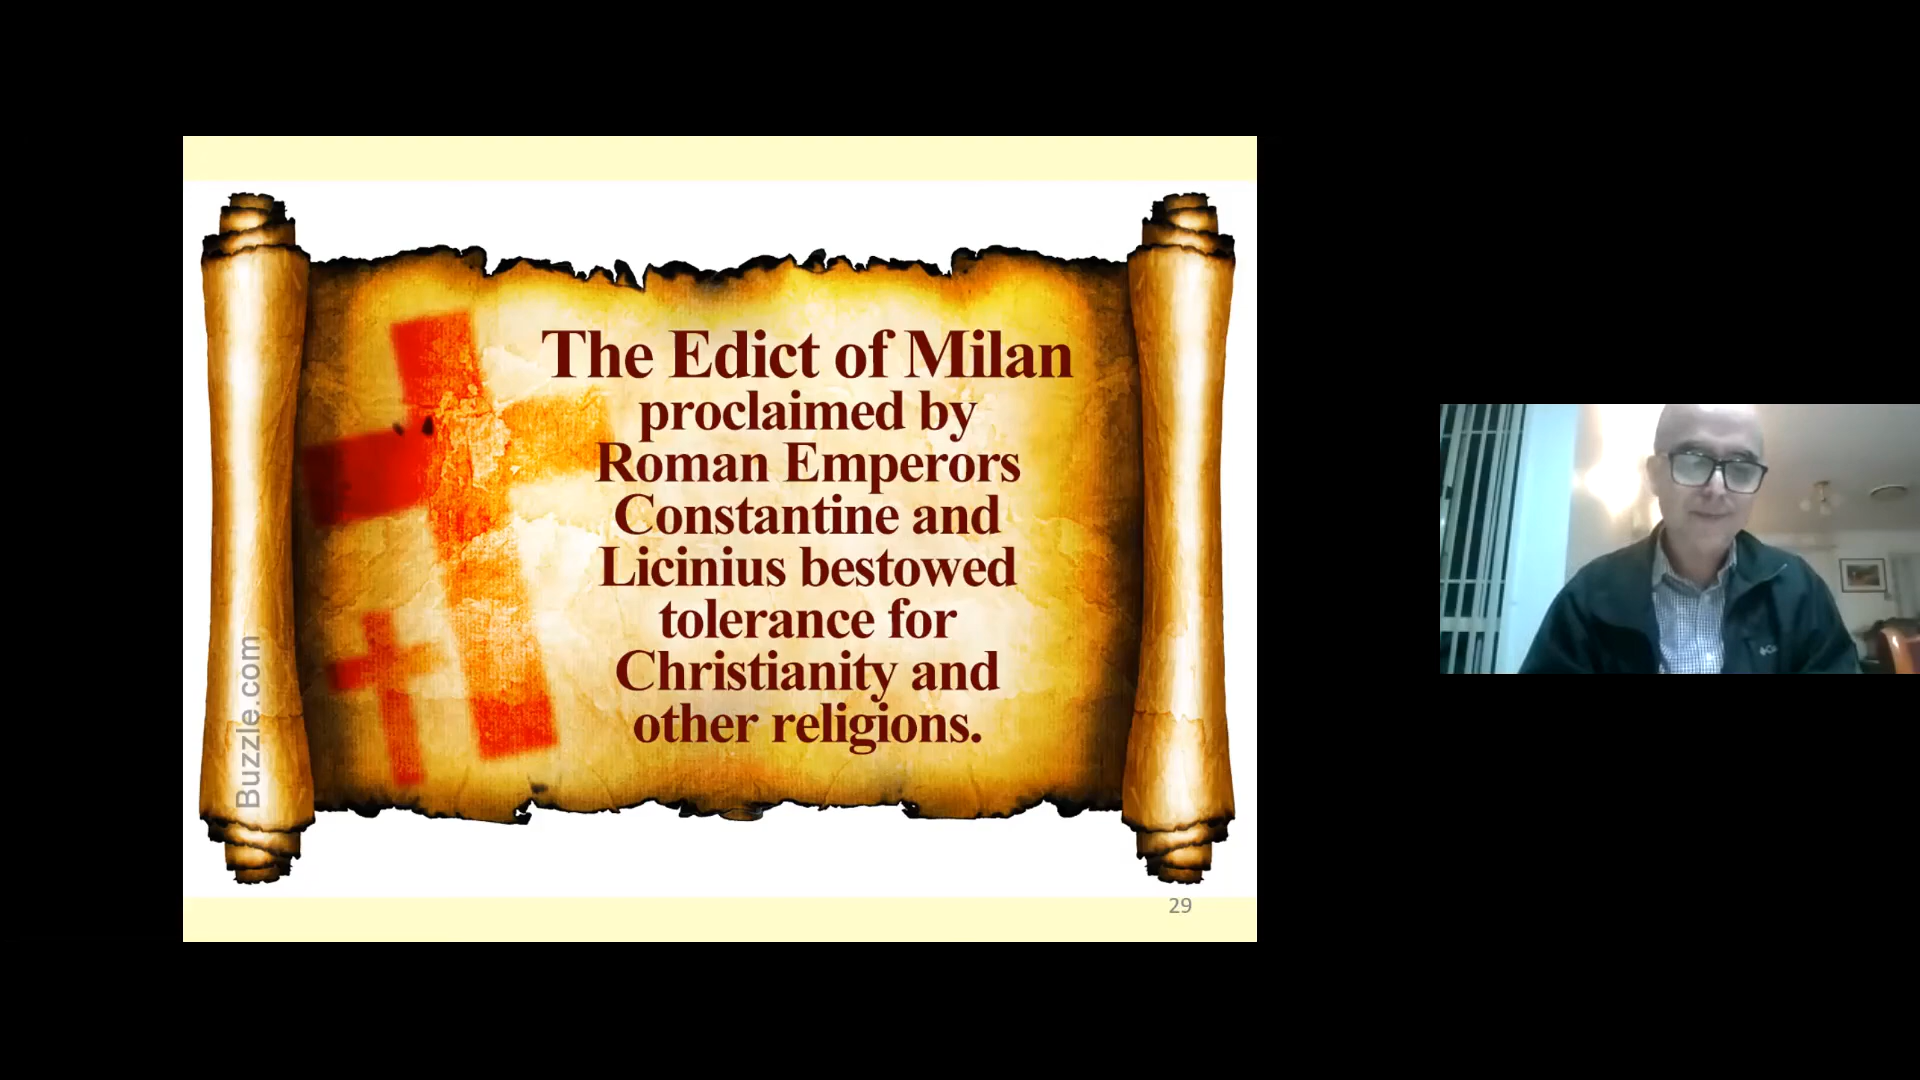 The Edict of Milan
proclaimed by
Roman Emperors
Constantine and
Licinius bestowed
tolerance for
Christianity and
other religions.
Buzzle.com
29